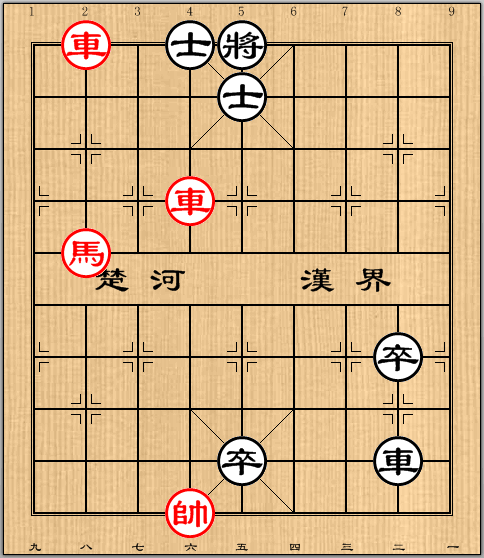 1 2 3 4 5 6 7 8 9
車 士 將
士
車
馬
楚 河 漢 界
卒
卒 車
帥
九 八 七 六 五 四 三 二 一